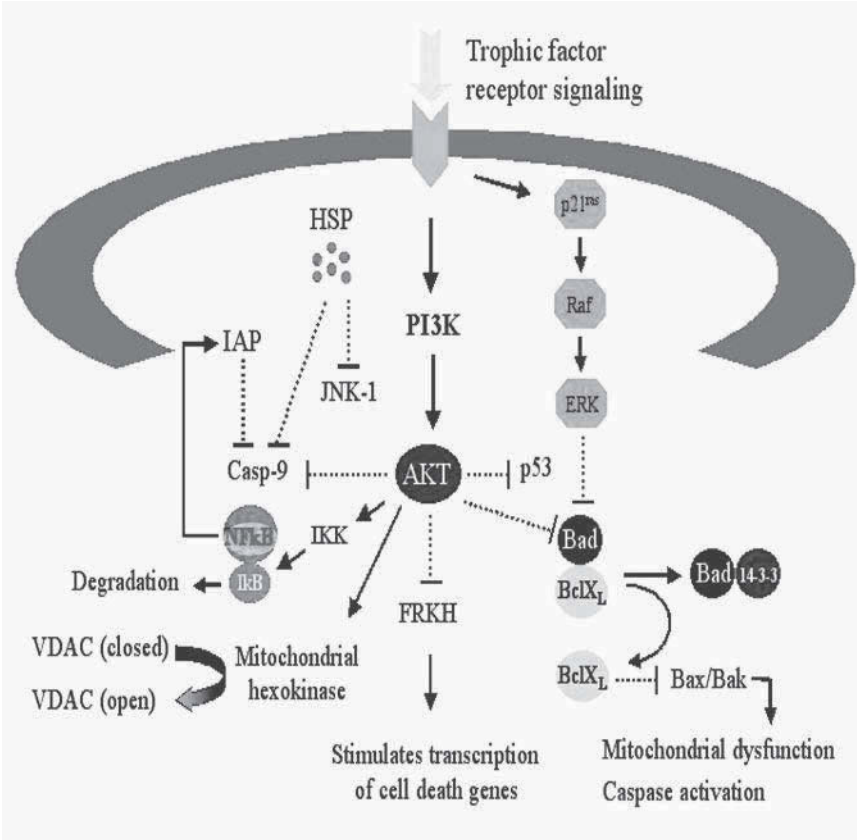 Trophic factor
receptor signaling
p21ras
HSP
Raf
PI3K
IAP
JNK-1
ERK
Casp-9
AKT
p53
NFkB
IKK
Bad
IkB
Degradation
BclXL
Bad
14-3-3
FRKH
VDAC (closed)
Mitochondrial
hexokinase
VDAC (open)
BclXL
Bax/Bak
Stimulates transcription
of cell death genes
Mitochondrial dysfunction
Caspase activation